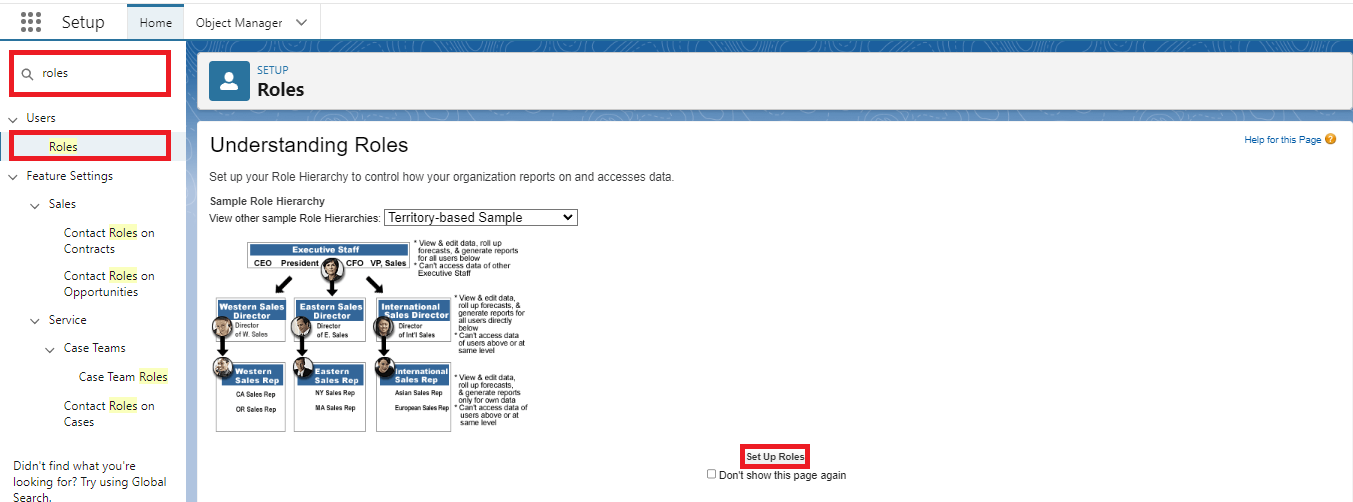 Setup
Home
Object Manager
roles
Users
Roles
Feature Settings
Sales
Contact Roles on
Contracts
Contact Roles on
Opportunities
Service
Case Teams
Case Team Roles
Contact Roles on
Cases
Didn't find what you're
looking for? Try using Global
Search.
SETUP
Roles
Understanding Roles
Help for this Page ?
Set up your Role Hierarchy to control how your organization reports on and accesses data.
Sample Role Hierarchy
View other sample Role Hierarchies: Territory-based Sample
Executive Staff
CEO President CFO VP, Sales
* View & edit data, roll up
forecasts, & generate reports
for all users below
* Can't access data of other
Executive Staff
Western Sales
Director
Director
of W. Sales
Eastern Sales
Director
Director
of E. Sales
International
Sales Director
Director
of Int'l Sales
* View & edit data,
roll up forecasts, &
generate reports for
all users directly
below
* Can't access data
of users above or at
same level
Western
Sales Rep
CA Sales Rep
OR Sales Rep
Eastern
Sales Rep
NY Sales Rep
MA Sales Rep
International
Sales Rep
Asian Sales Rep
European Sales Rep
* View & edit data,
roll up forecasts,
& generate reports
only for own data
* Can't access data of
users above or at
same level
Set Up Roles
Don't show this page again